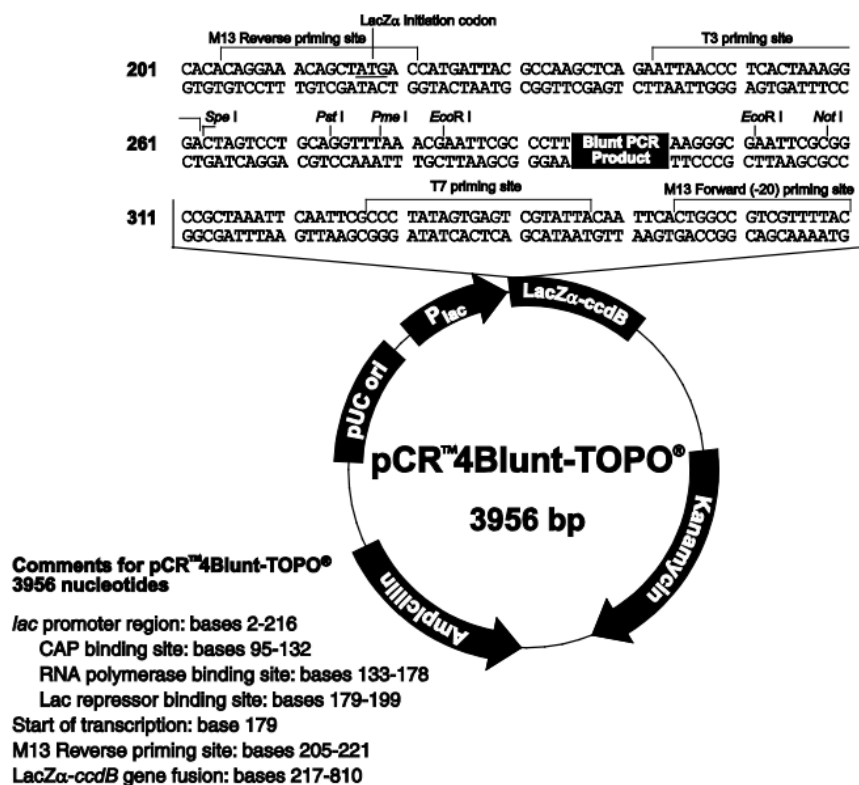 LacZα initiation codon
M13 Reverse priming site
T3 priming site
201 CACACAGGAA ACAGCTATGA CCATGATTAC GCCAAGCTCA GAATTAACCC TCACTAAAGG
GTGTGTCCTT TGTCGATACT GGTACTAATG CGGTTCGAGT CTTAATTGGG AGTGATTTCC
Spe I Pst I Pme I EcoR I EcoR I Not I
261 GACTAGTCCT GCAGGTTTAA ACGAATTCGC CCTT Blunt PCR Product AAGGGC GAATTCGCGG
CTGATCAGGA CGTCCAAATT TGCTTAAGCG GGAA TTCCCG CTTAAGCGCC
T7 priming site M13 Forward (-20) priming site
311 CCGCTAAATT CAATTCGCCC TATAGTGAGT CGTATTACAA TTCACTGGCC GTCGTTTTAC
GGCGATTTAA GTTAAGCGGG ATATCACTCA GCATAATGTT AAGTGACCGG CAGCAAAATG
Plac
LacZα-ccdB
pUC ori
pCR™4Blunt-TOPO®
3956 bp
Kanamycin
Ampicillin
Comments for pCR™4Blunt-TOPO®
3956 nucleotides
lac promoter region: bases 2-216
CAP binding site: bases 95-132
RNA polymerase binding site: bases 133-178
Lac repressor binding site: bases 179-199
Start of transcription: base 179
M13 Reverse priming site: bases 205-221
LacZα-ccdB gene fusion: bases 217-810